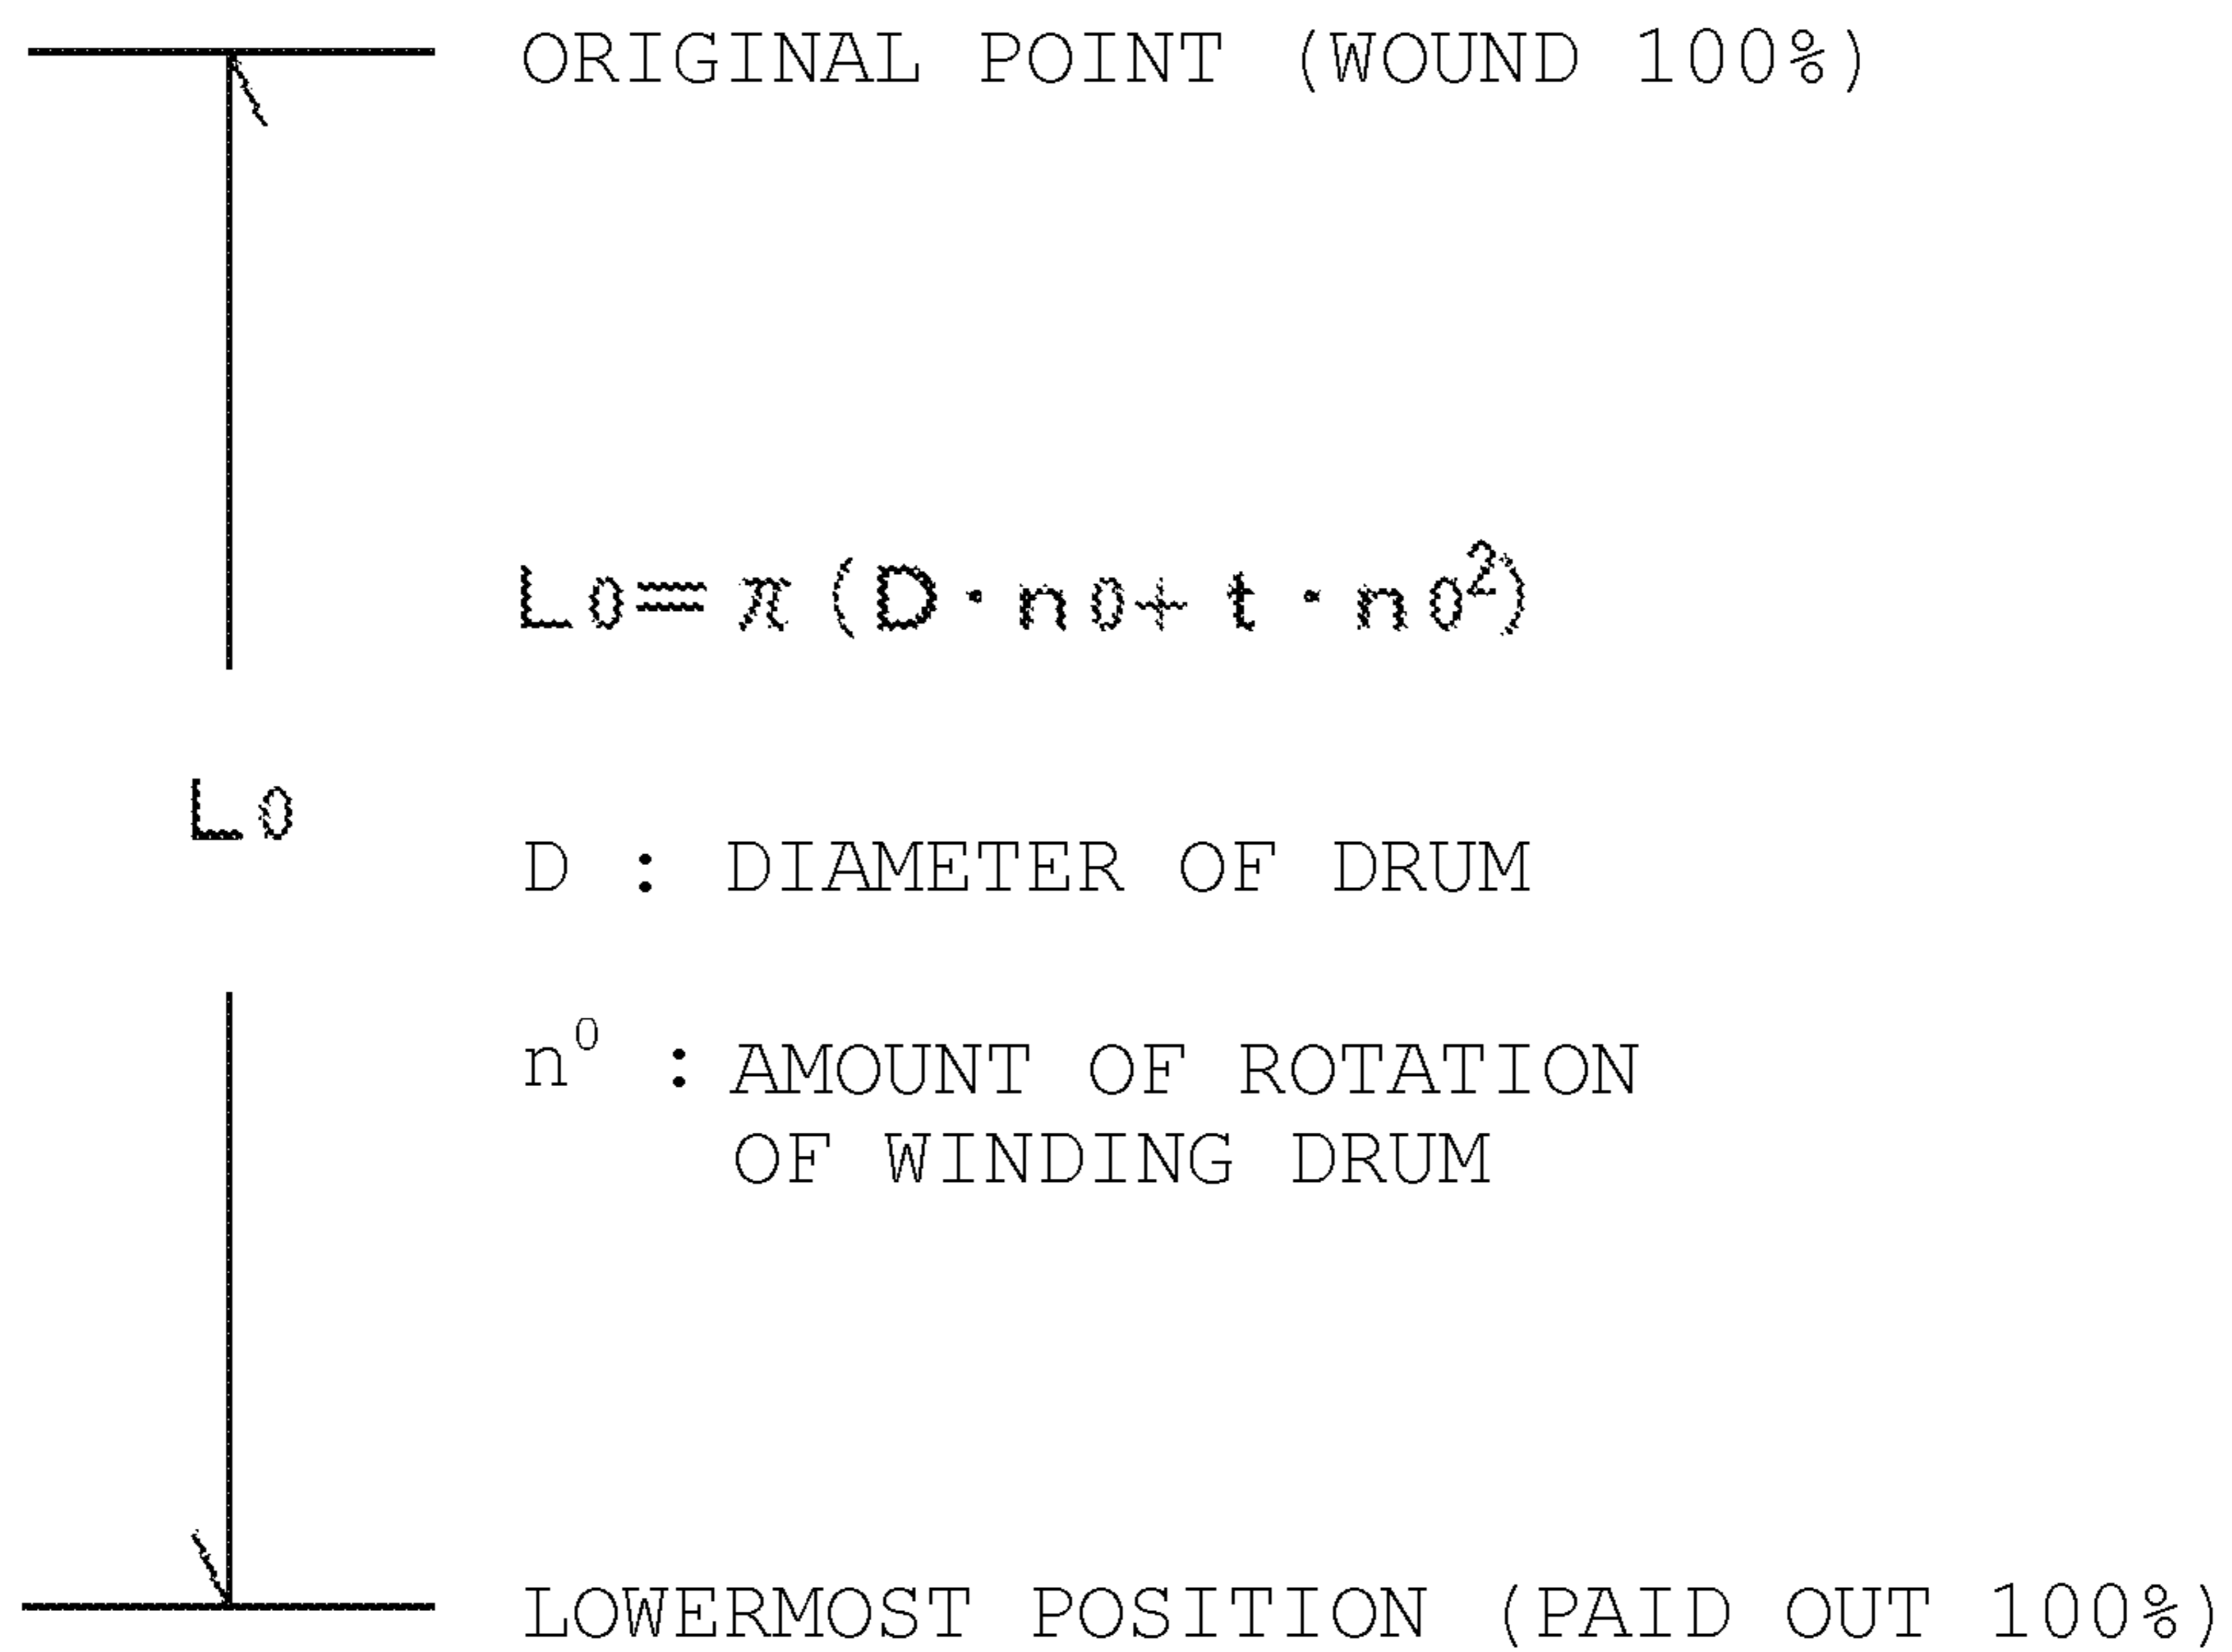 ORIGINAL POINT (WOUND 100%)
L0=π(D·n0+t·n0²)
L0
D : DIAMETER OF DRUM
n⁰ : AMOUNT OF ROTATION
OF WINDING DRUM
LOWERMOST POSITION (PAID OUT 100%)